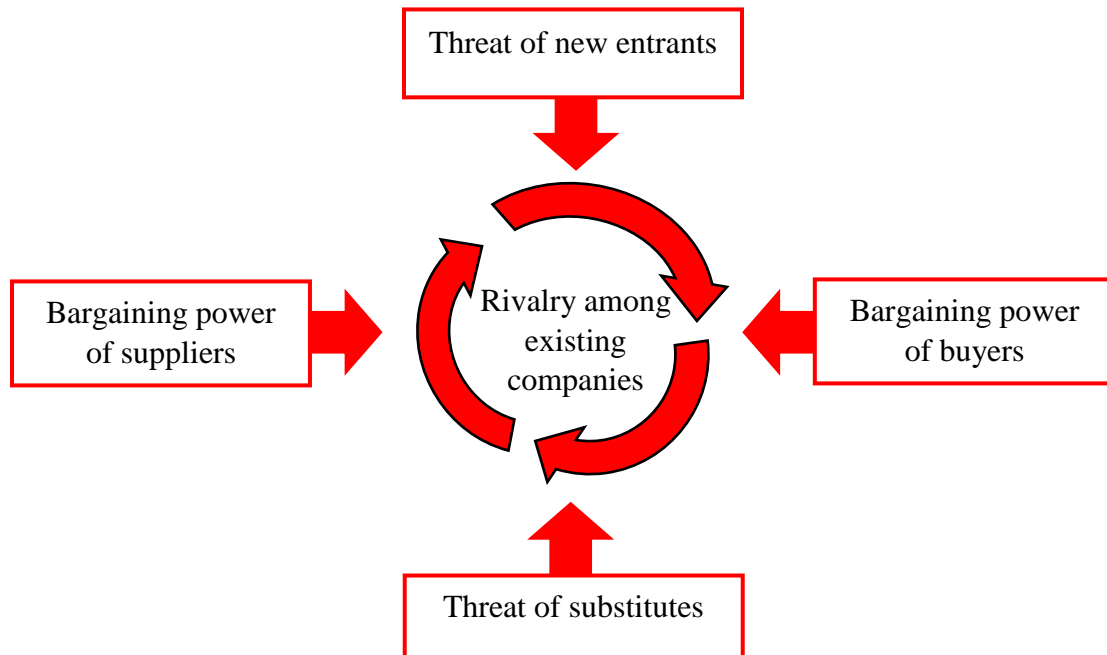 Threat of new entrants
Bargaining power
of suppliers
Rivalry among
existing
companies
Bargaining power
of buyers
Threat of substitutes